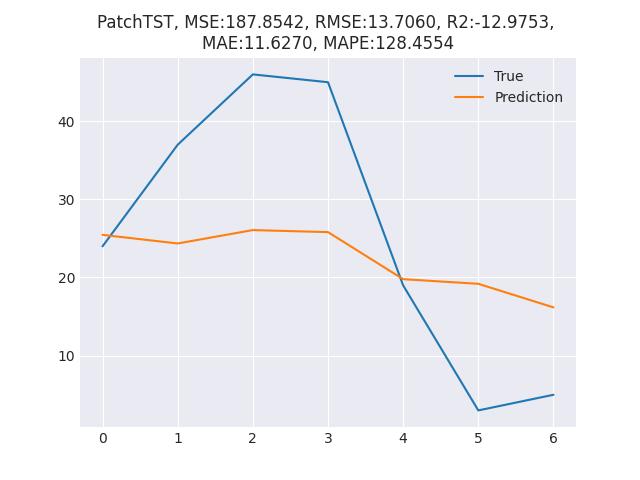 PatchTST, MSE:187.8542, RMSE:13.7060, R2:-12.9753,
MAE:11.6270, MAPE:128.4554
True
Prediction
40
30
20
10
0 1 2 3 4 5 6